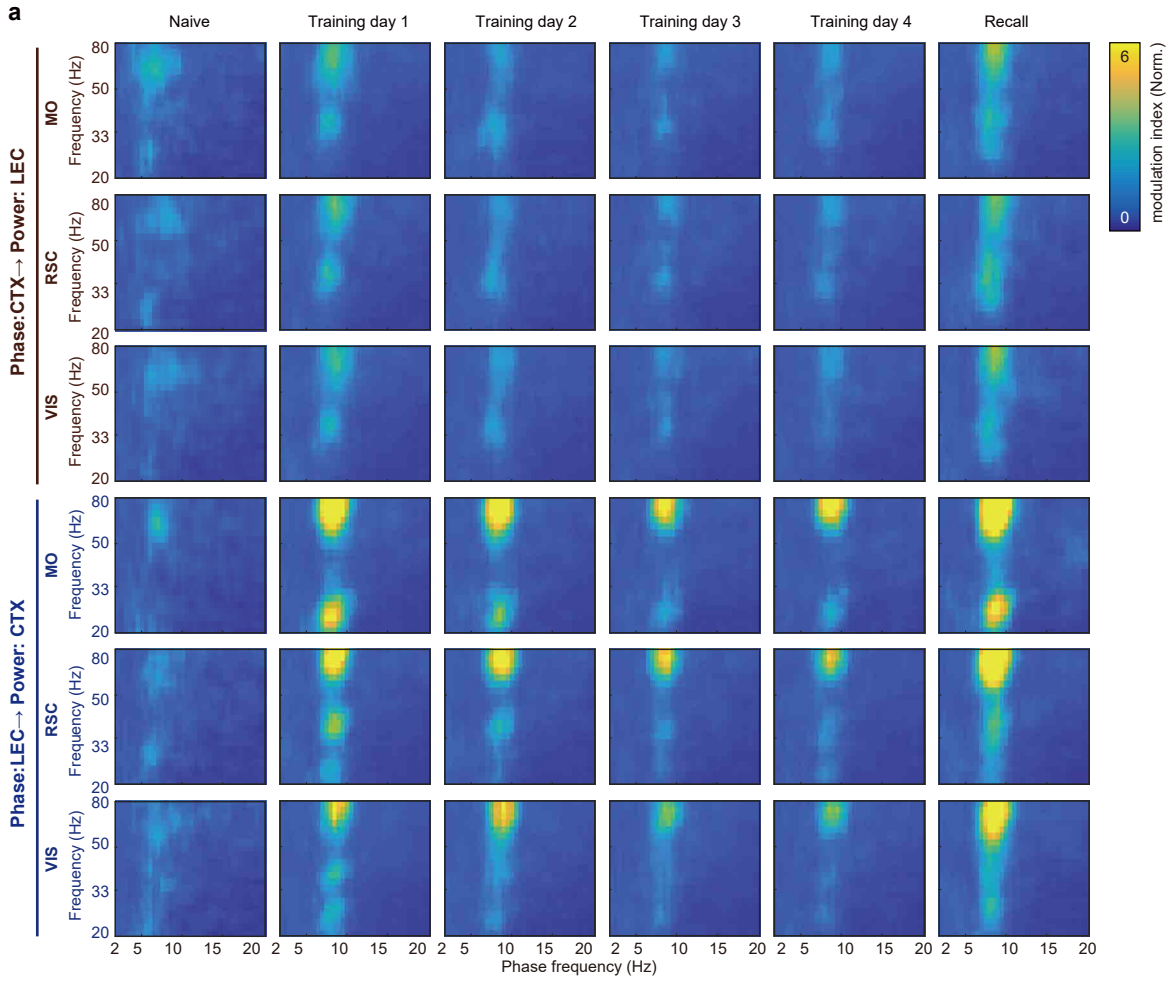 a
Naive Training day 1 Training day 2 Training day 3 Training day 4 Recall
Phase:CTX→ Power: LEC
MO
Frequency (Hz)
80
50
33
20
RSC
Frequency (Hz)
80
50
33
20
VIS
Frequency (Hz)
80
50
33
20
Phase:LEC→ Power: CTX
MO
Frequency (Hz)
80
50
33
20
RSC
Frequency (Hz)
80
50
33
20
VIS
Frequency (Hz)
80
50
33
20
2 5 10 15 20 2 5 10 15 20 2 5 10 15 20 2 5 10 15 20 2 5 10 15 20 2 5 10 15 20
Phase frequency (Hz)
6
0
modulation index (Norm.)